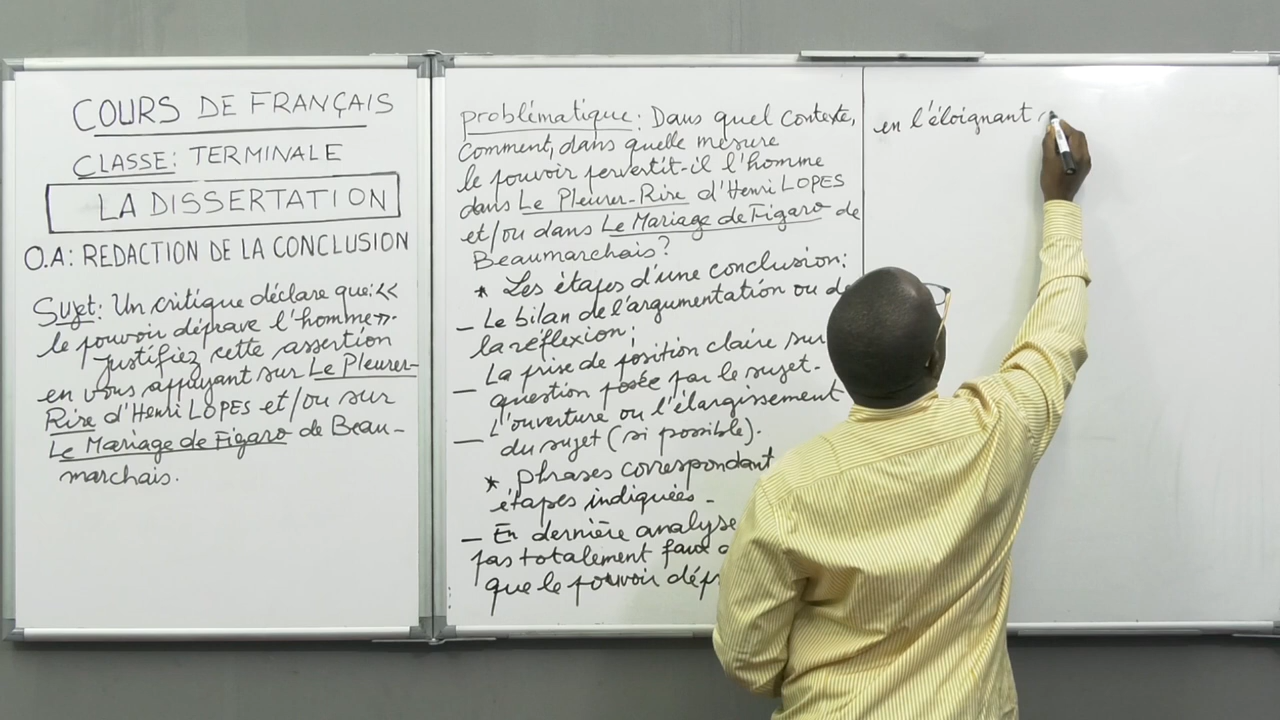 COURS DE FRANÇAIS
CLASSE: TERMINALE
LA DISSERTATION
O.A: REDACTION DE LA CONCLUSION
Sujet: Un critique déclare que: <<
le pouvoir déprave l'homme>>.
Justifiez cette assertion
en vous appuyant sur Le Pleurer-
Rire d'Henri LOPES et/ou sur
Le Mariage de Figaro de Beau-
marchais.
problématique: Dans quel contexte,
comment, dans quelle mesure
le pouvoir pervertit-il l'homme
dans Le Pleurer-Rire d'Henri LOPES
et/ou dans Le Mariage de Figaro de
Beaumarchais?
* Les étapes d'une conclusion:
_ Le bilan de l'argumentation ou de
la réflexion;
_ La prise de position claire sur
question posée par le sujet.
_ L'ouverture ou l'élargissement
du sujet (si possible).
* phrases correspondant
étapes indiquées -
_ En dernière analyse
pas totalement faux
que le pouvoir dépr
en l'éloignant